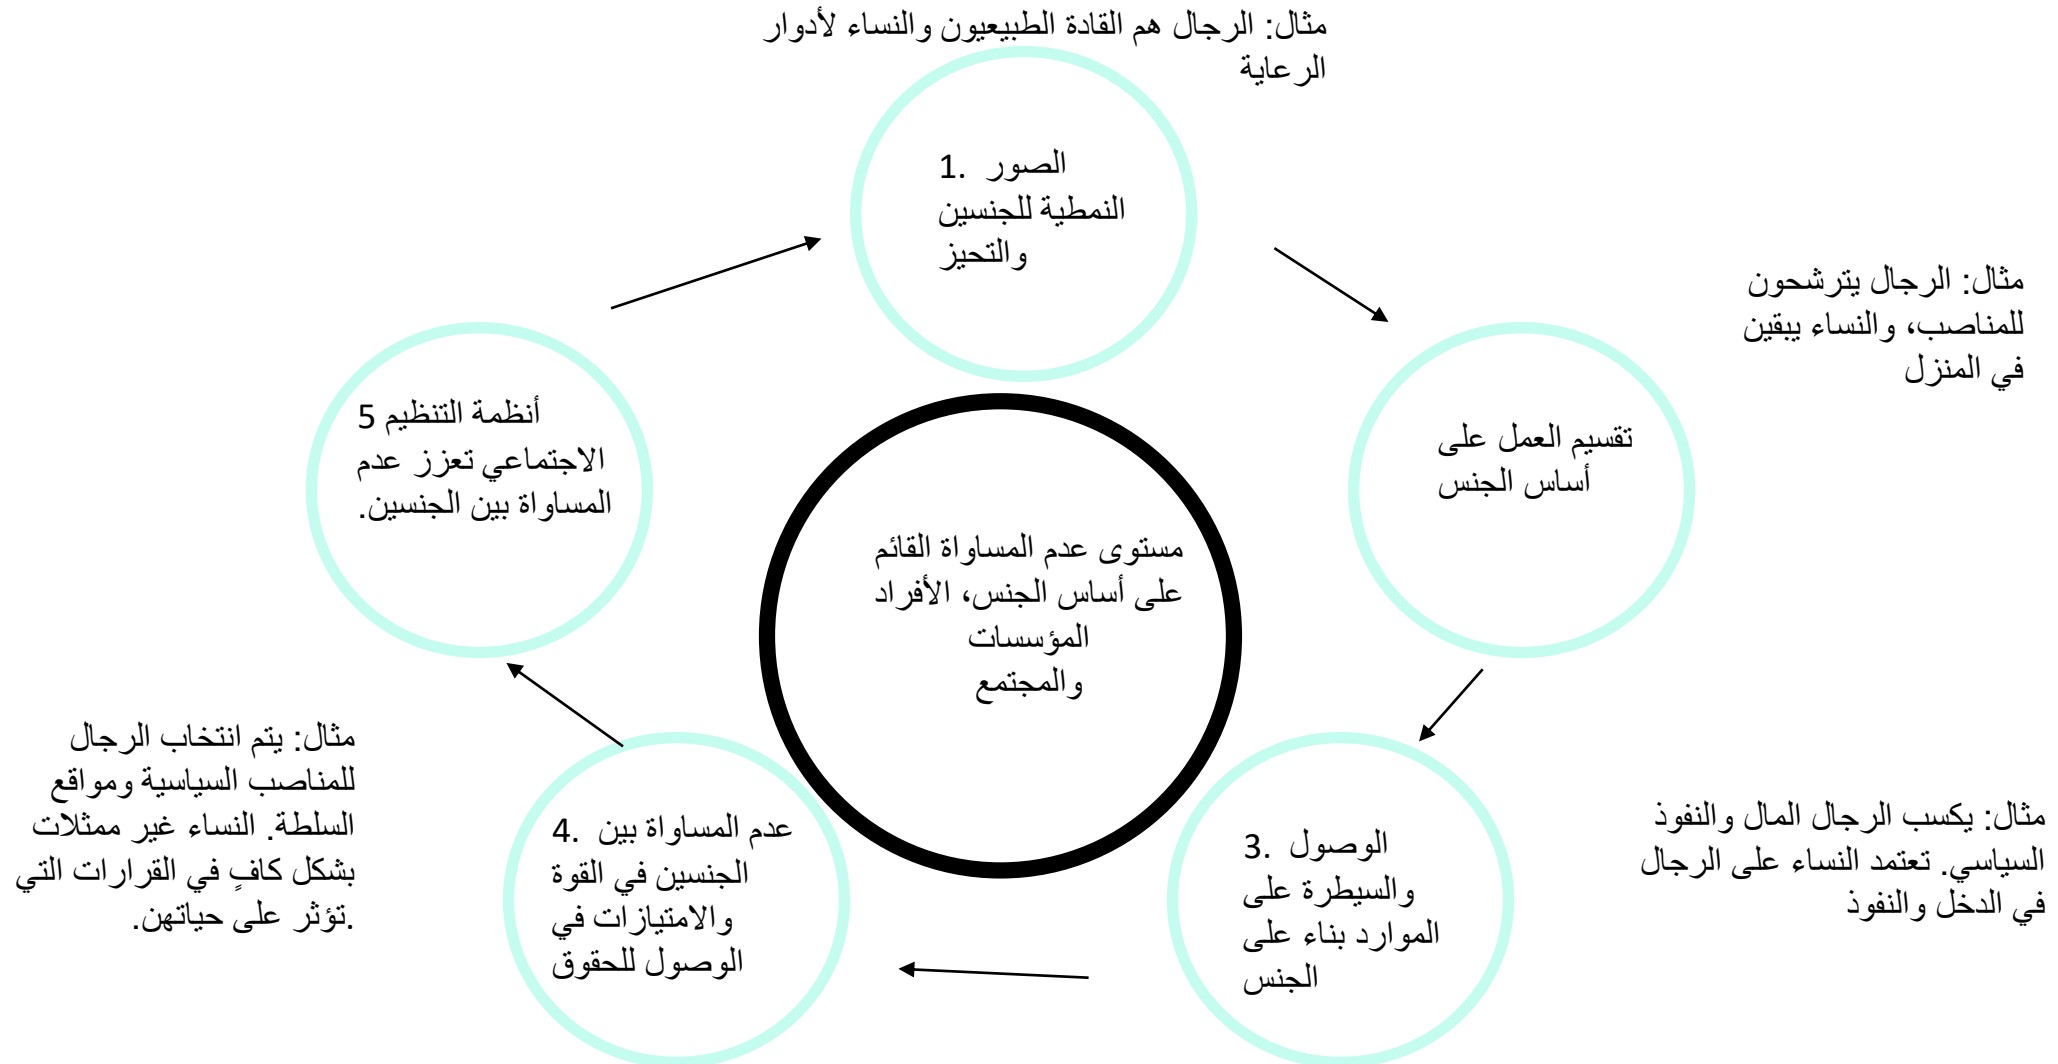 مثال: الرجال هم القادة الطبيعيون والنساء لأدوار
الرعاية
1. الصور
النمطية للجنسين
والتحيز
مثال: الرجال يترشحون
للمناصب، والنساء يبقين
في المنزل
تقسيم العمل على
أساس الجنس
مثال: يكسب الرجال المال والنفوذ
السياسي. تعتمد النساء على الرجال
في الدخل والنفوذ
3. الوصول
والسيطرة على
الموارد بناء على
الجنس
4. عدم المساواة بين
الجنسين في القوة
والامتيازات في
الوصول للحقوق
مثال: يتم انتخاب الرجال
للمناصب السياسية ومواقع
السلطة. النساء غير ممثلات
بشكل كافٍ في القرارات التي
.تؤثر على حياتهن.
أنظمة التنظيم 5
الاجتماعي تعزز عدم
المساواة بين الجنسين.
مستوى عدم المساواة القائم
على أساس الجنس، الأفراد
المؤسسات
والمجتمع